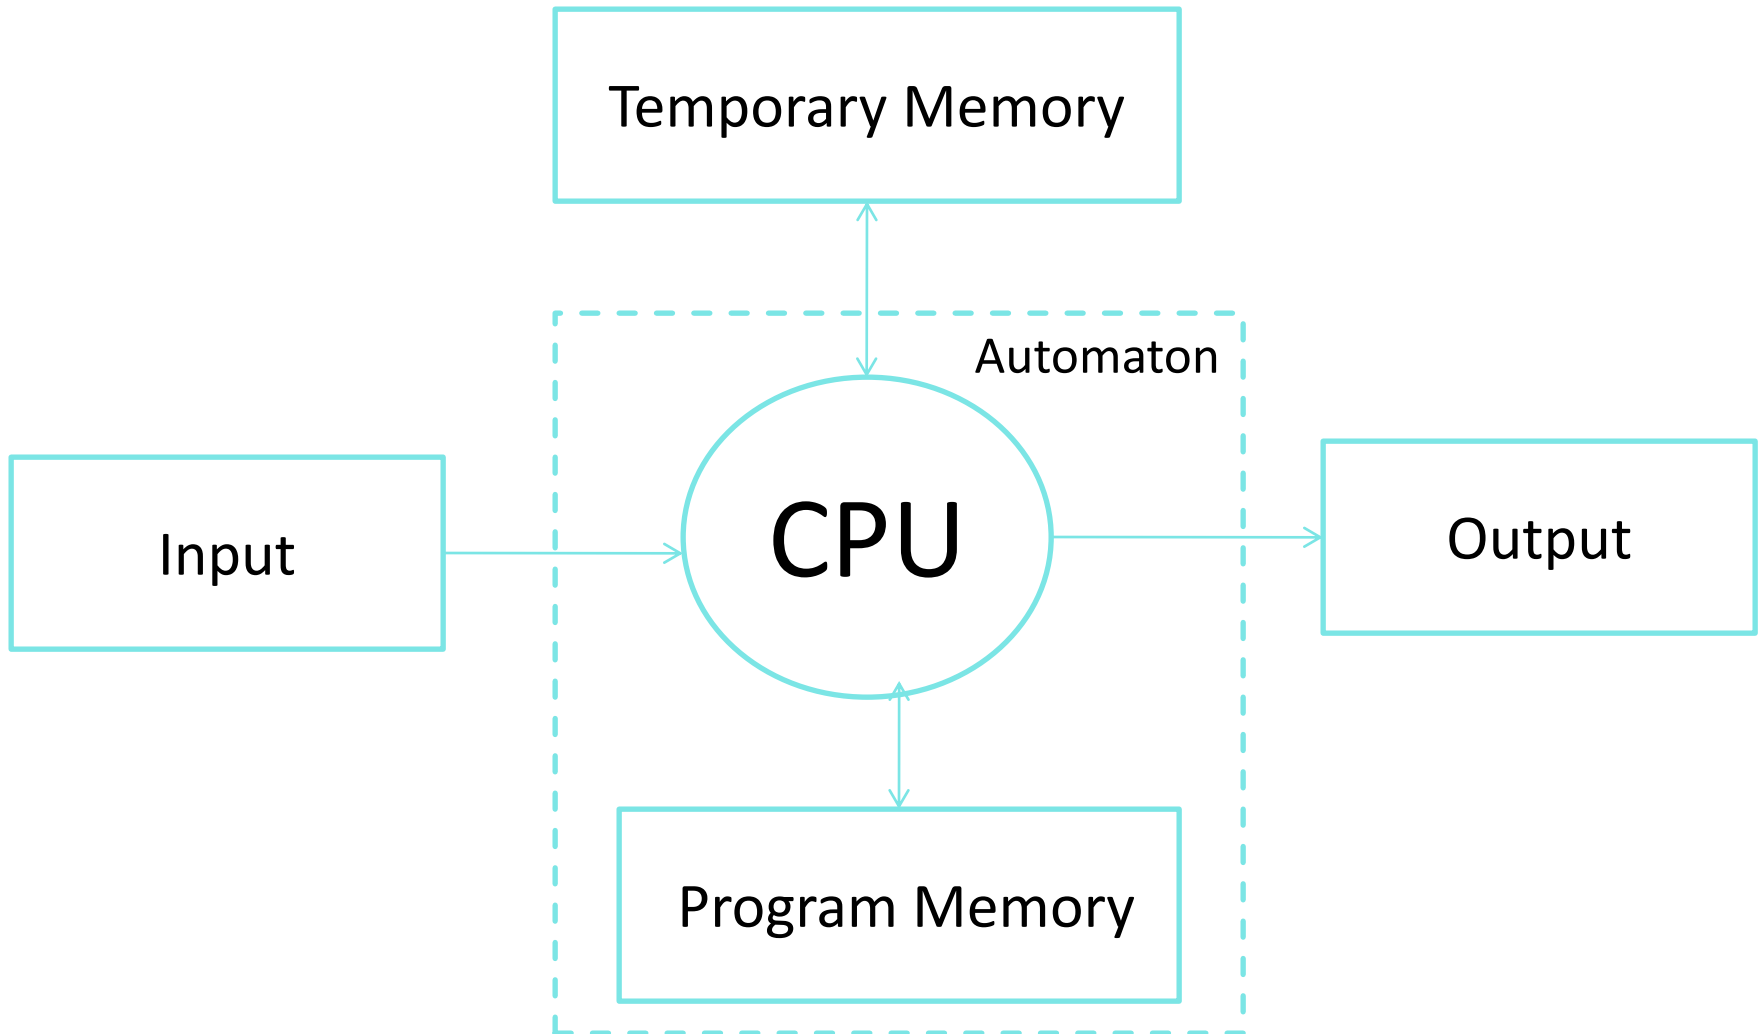 Temporary Memory
Automaton
Input
CPU
Output
Program Memory